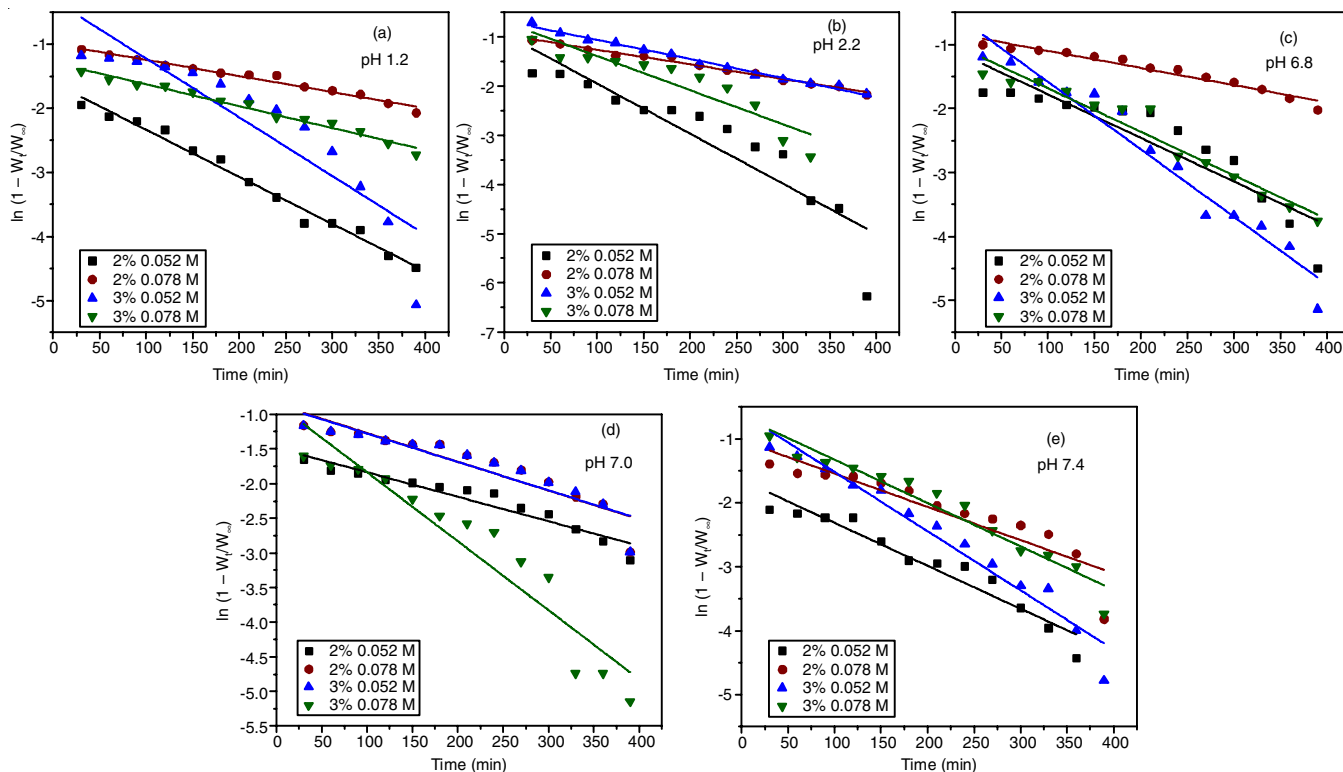 (a)
pH 1.2
ln (1 – Wt/W∞)
-1
-2
-3
-4
-5
2% 0.052 M
2% 0.078 M
3% 0.052 M
3% 0.078 M
0 50 100 150 200 250 300 350 400
Time (min)
(b)
pH 2.2
ln (1 – Wt/W∞)
-1
-2
-3
-4
-5
-6
-7
2% 0.052 M
2% 0.078 M
3% 0.052 M
3% 0.078 M
0 50 100 150 200 250 300 350 400
Time (min)
(c)
pH 6.8
ln (1 – Wt/W∞)
-1
-2
-3
-4
-5
2% 0.052 M
2% 0.078 M
3% 0.052 M
3% 0.078 M
0 50 100 150 200 250 300 350 400
Time (min)
(d)
pH 7.0
ln (1 – Wt/W∞)
-1.0
-1.5
-2.0
-2.5
-3.0
-3.5
-4.0
-4.5
-5.0
-5.5
2% 0.052 M
2% 0.078 M
3% 0.052 M
3% 0.078 M
0 50 100 150 200 250 300 350 400
Time (min)
(e)
pH 7.4
ln (1 – Wt/W∞)
-1
-2
-3
-4
-5
2% 0.052 M
2% 0.078 M
3% 0.052 M
3% 0.078 M
0 50 100 150 200 250 300 350 400
Time (min)